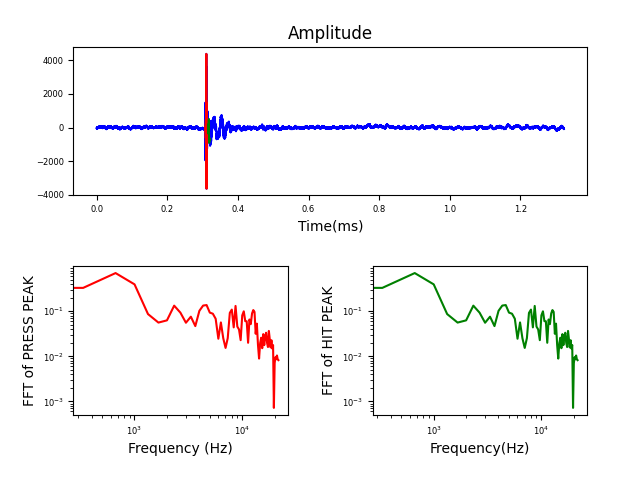 Amplitude
4000
2000
0
−2000
−4000
0.0 0.2 0.4 0.6 0.8 1.0 1.2
Time(ms)
FFT of PRESS PEAK
10⁻¹
10⁻²
10⁻³
10³ 10⁴
Frequency (Hz)
FFT of HIT PEAK
10⁻¹
10⁻²
10⁻³
10³ 10⁴
Frequency(Hz)